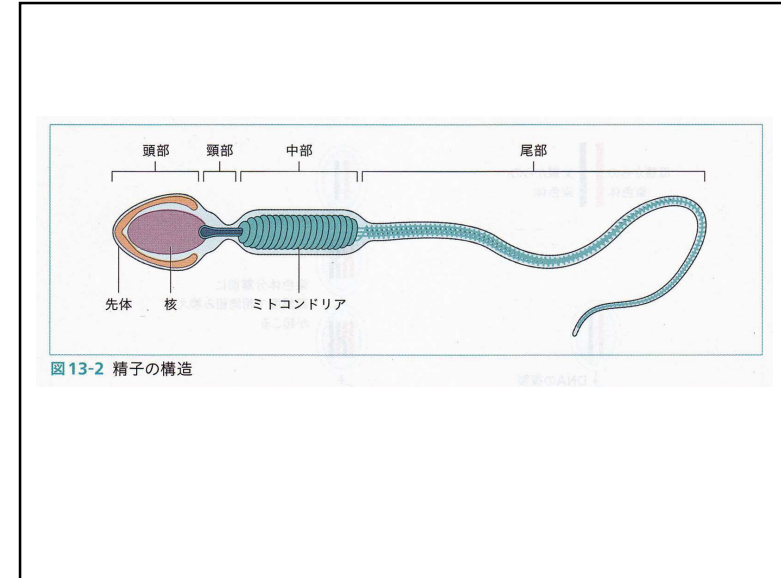 頭部 頸部 中部 尾部
先体 核 ミトコンドリア
図13-2 精子の構造